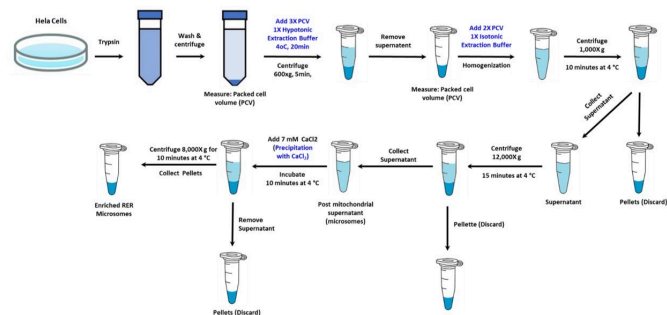 Hela Cells
Trypsin
Wash &
centrifuge
Measure: Packed cell
volume (PCV)
Add 3X PCV
1X Hypotonic
Extraction Buffer
4oC, 20min
Centrifuge
600xg, 5min,
Remove
supernatent
Measure: Packed cell
volume (PCV)
Add 2X PCV
1X Isotonic
Extraction Buffer
Homogenization
Centrifuge
1,000X g
10 minutes at 4 °C
Collect
Supernatant
Pellets (Discard)
Centrifuge
12,000X g
15 minutes at 4 °C
Supernatant
Collect
Supernatant
Pellette (Discard)
Post mitochondrial
supernatant
(microsomes)
Add 7 mM CaCl2
(Precipitation
with CaCl₂)
Incubate
10 minutes at 4 °C
Remove
Supernatant
Pellets (Discard)
Centrifuge 8,000X g for
10 minutes at 4 °C
Collect Pellets
Enriched RER
Microsomes